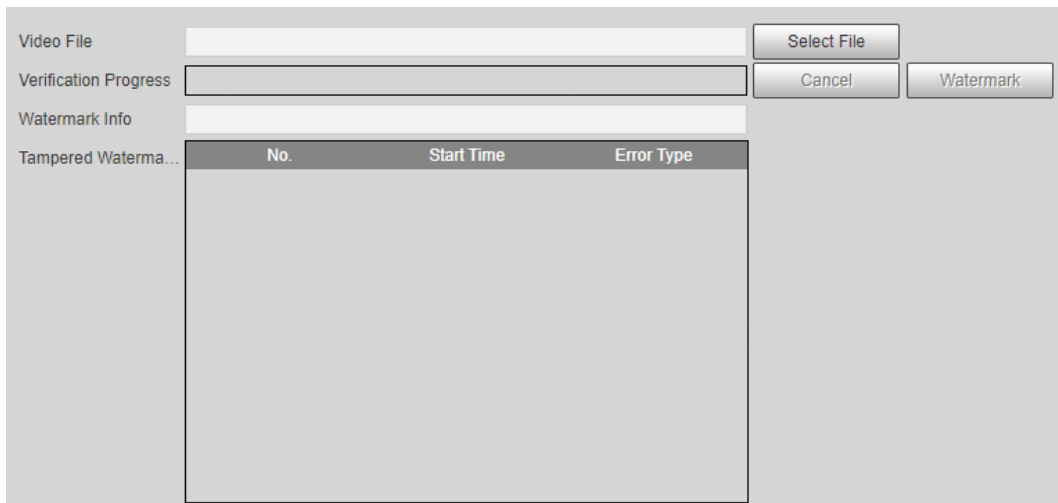 Video File Select File
Verification Progress Cancel Watermark
Watermark Info
Tampered Waterma... No. Start Time Error Type